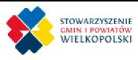 STOWARZYSZENIE
GMIN I POWIATÓW
WIELKOPOLSKI